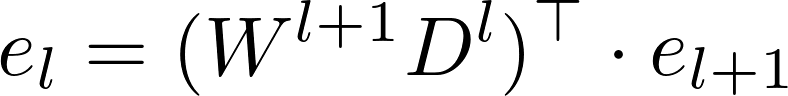 e_l = (W^{l+1} D^l)^⊤ · e_{l+1}